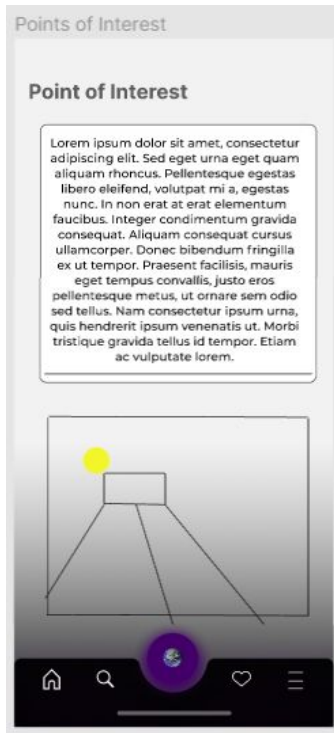 Points of Interest
Point of Interest
Lorem ipsum dolor sit amet, consectetur
adipiscing elit. Sed eget urna eget quam
aliquam rhoncus. Pellentesque egestas
libero eleifend, volutpat mi a, egestas
nunc. In non erat at erat elementum
faucibus. Integer condimentum gravida
consequat. Aliquam consequat cursus
ullamcorper. Donec bibendum fringilla
ex ut tempor. Praesent facilisis, mauris
eget tempus convallis, justo eros
pellentesque metus, ut ornare sem odio
sed tellus. Nam consectetur ipsum urna,
quis hendrerit ipsum venenatis ut. Morbi
tristique gravida tellus id tempor. Etiam
ac vulputate lorem.